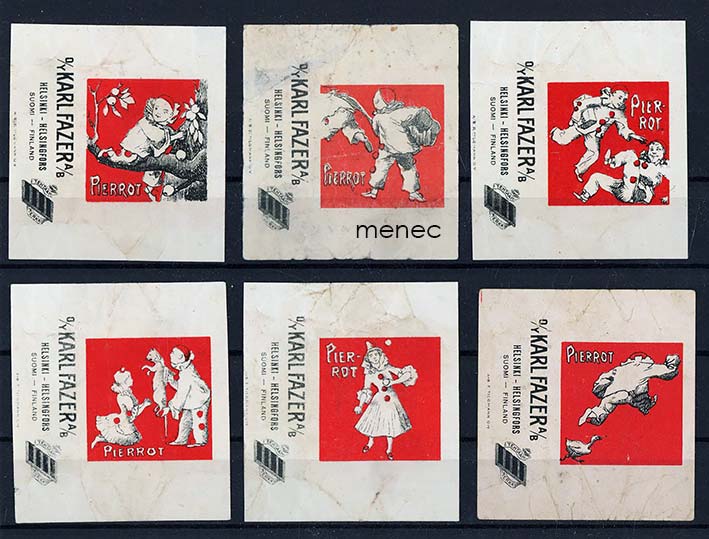 O/Y KARL FAZER A/B
HELSINKI - HELSINGFORS
SUOMI — FINLAND
PIERROT
O/Y KARL FAZER A/B
HELSINKI - HELSINGFORS
SUOMI — FINLAND
PIERROT
menec
O/Y KARL FAZER A/B
HELSINKI - HELSINGFORS
SUOMI — FINLAND
PIER-
ROT
O/Y KARL FAZER A/B
HELSINKI - HELSINGFORS
SUOMI — FINLAND
PIERROT
O/Y KARL FAZER A/B
HELSINKI - HELSINGFORS
SUOMI — FINLAND
PIER-
ROT
O/Y KARL FAZER A/B
HELSINKI - HELSINGFORS
SUOMI — FINLAND
PIERROT